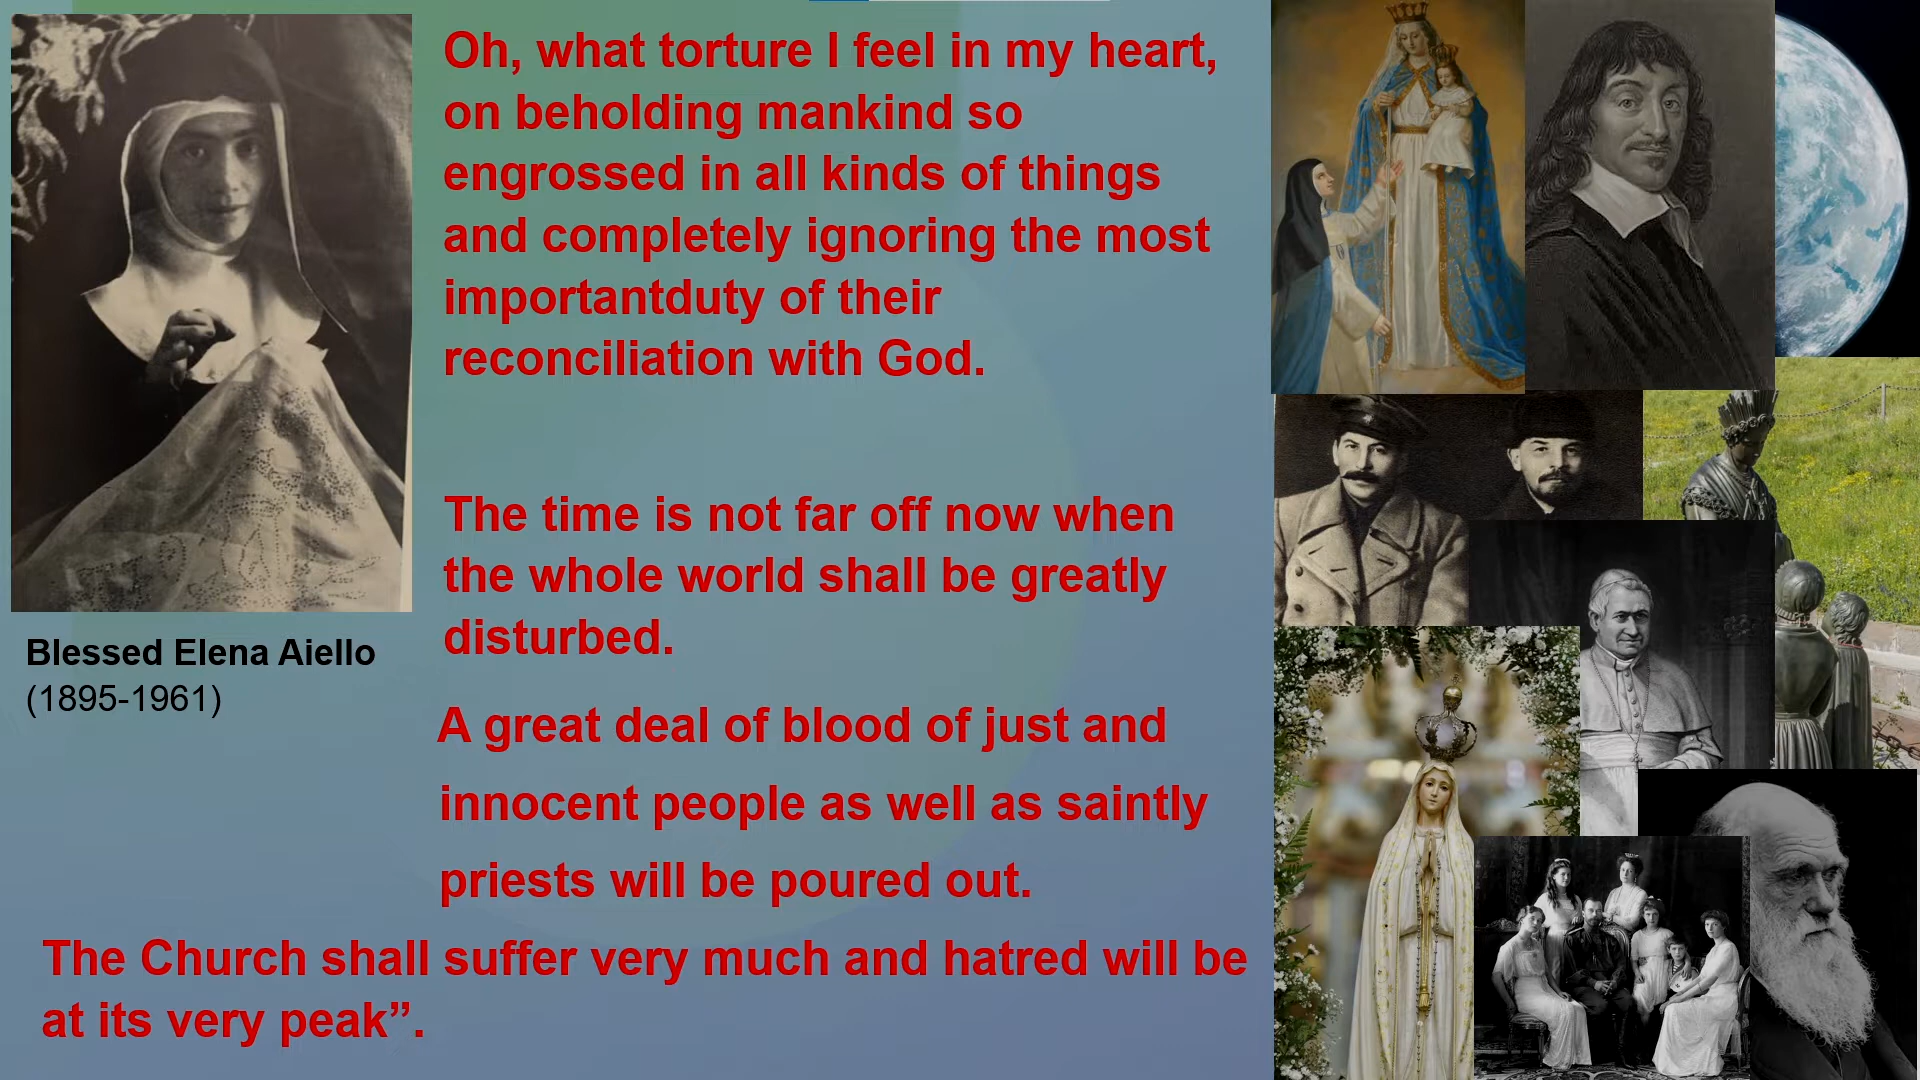 Oh, what torture I feel in my heart,
on beholding mankind so
engrossed in all kinds of things
and completely ignoring the most
importantduty of their
reconciliation with God.
The time is not far off now when
the whole world shall be greatly
disturbed.
A great deal of blood of just and
innocent people as well as saintly
priests will be poured out.
The Church shall suffer very much and hatred will be
at its very peak”.
Blessed Elena Aiello
(1895-1961)